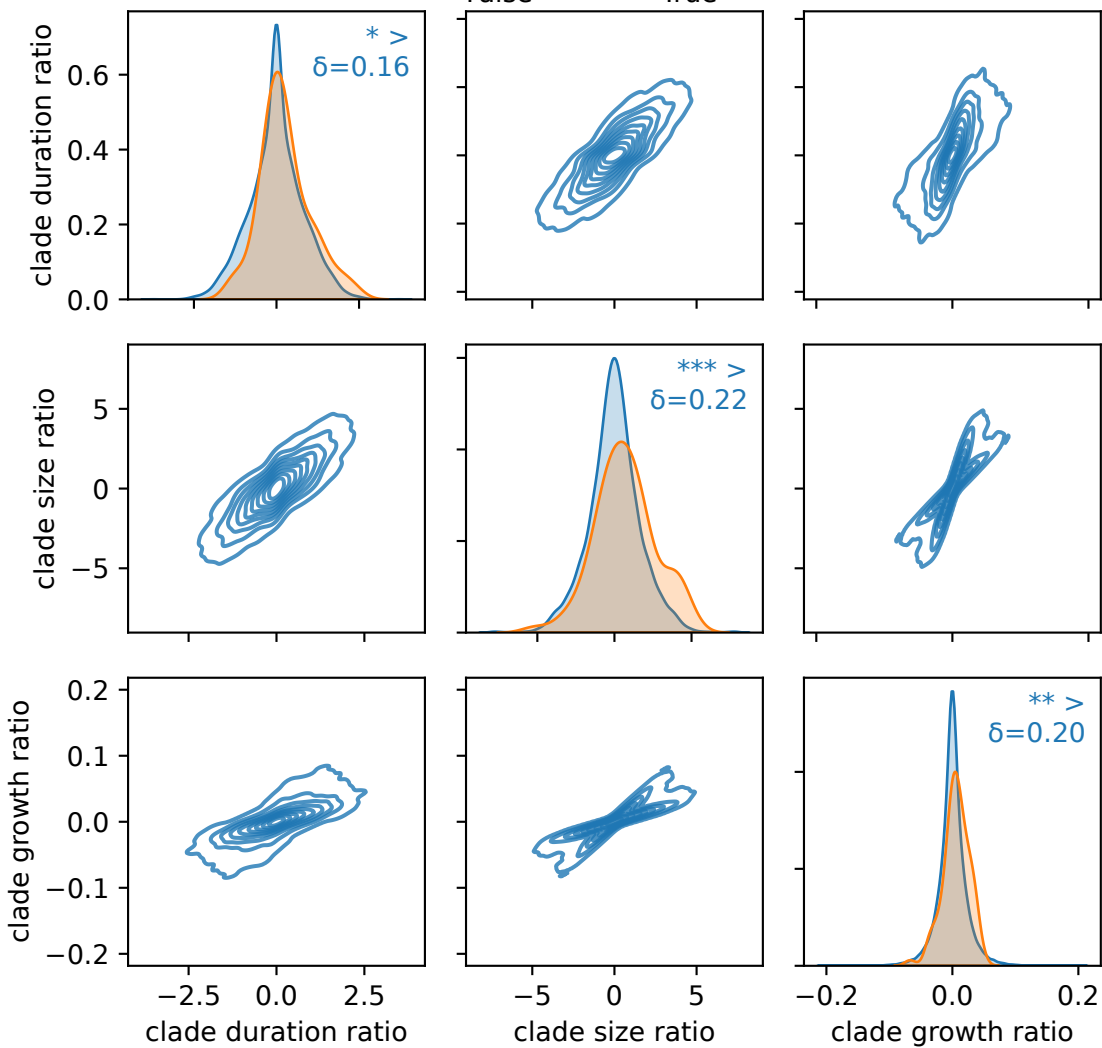 False True
clade duration ratio
0.6
0.4
0.2
0.0
* >
δ=0.16
clade size ratio
5
0
−5
*** >
δ=0.22
clade growth ratio
0.2
0.1
0.0
−0.1
−0.2
** >
δ=0.20
−2.5 0.0 2.5
−5 0 5
−0.2 0.0 0.2
clade duration ratio
clade size ratio
clade growth ratio